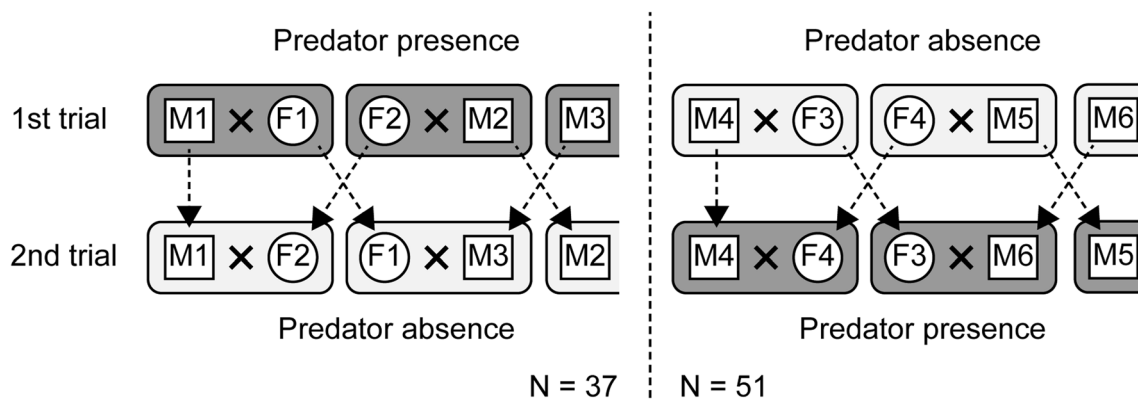 Predator presence
Predator absence
1st trial
M1 × F1 F2 × M2 M3
M4 × F3 F4 × M5 M6
2nd trial
M1 × F2 F1 × M3 M2
M4 × F4 F3 × M6 M5
Predator absence
Predator presence
N = 37
N = 51